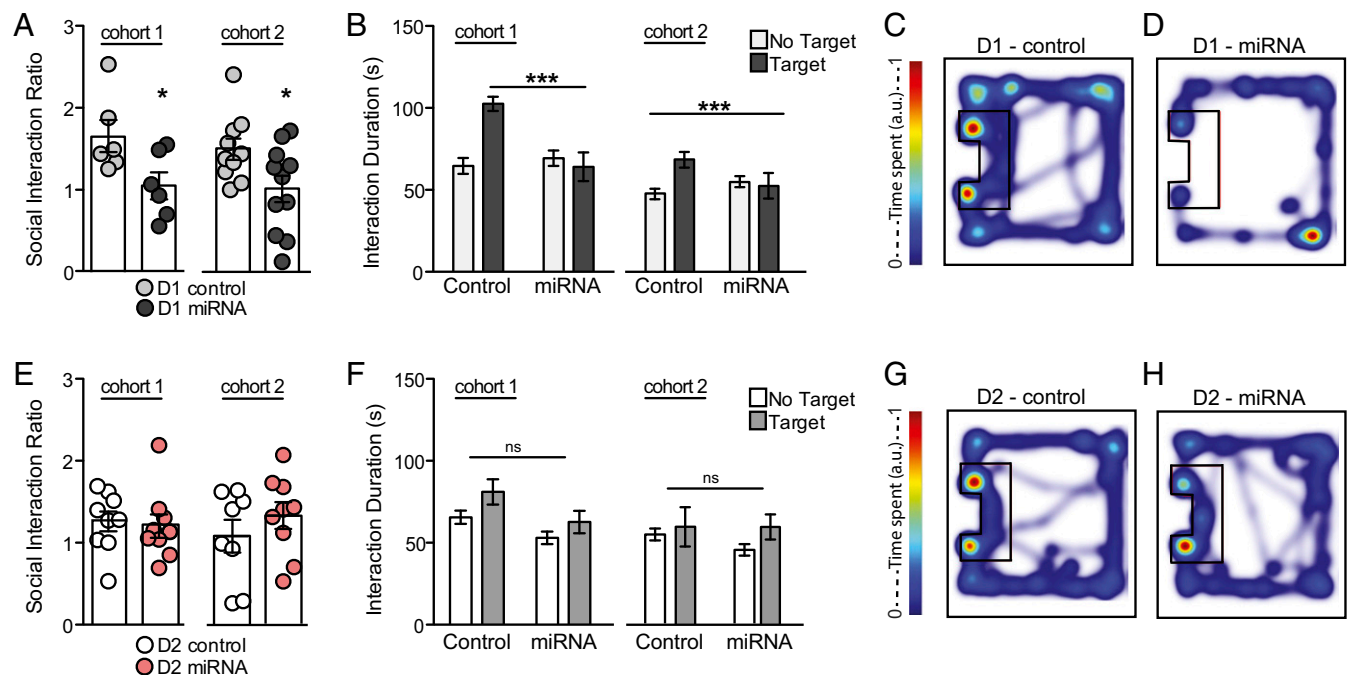 A
3
2
1
0
Social Interaction Ratio
cohort 1
cohort 2
*
*
D1 control
D1 miRNA
B
150
100
50
0
Interaction Duration (s)
cohort 1
cohort 2
No Target
Target
***
***
Control
miRNA
Control
miRNA
C
D1 - control
0----Time spent (a.u.)---1
D
D1 - miRNA
E
3
2
1
0
Social Interaction Ratio
cohort 1
cohort 2
D2 control
D2 miRNA
F
150
100
50
0
Interaction Duration (s)
cohort 1
cohort 2
No Target
Target
ns
ns
Control
miRNA
Control
miRNA
G
D2 - control
0----Time spent (a.u.)---1
H
D2 - miRNA